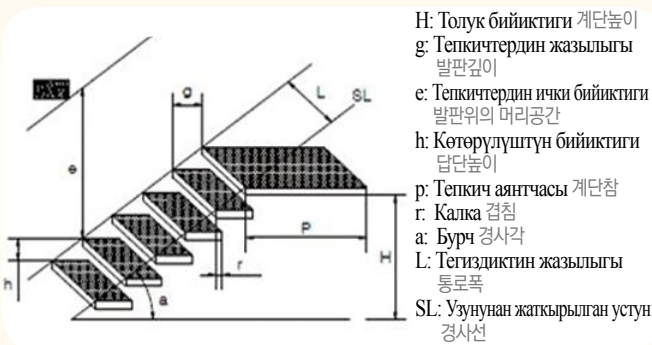 g
L
SL
e
h
r
p
H
a
H: Толук бийиктиги 계단높이
g: Тепкичтердин жазылыгы
발판깊이
e: Тепкичтердин ички бийиктиги
발판위의 머리공간
h: Көтөрүлүштүн бийиктиги
답단높이
p: Тепкич аянтчасы 계단참
r: Калка 겹침
a: Бурч 경사각
L: Тегиздиктин жазылыгы
통로폭
SL: Узунунан жаткырылган устун
경사선